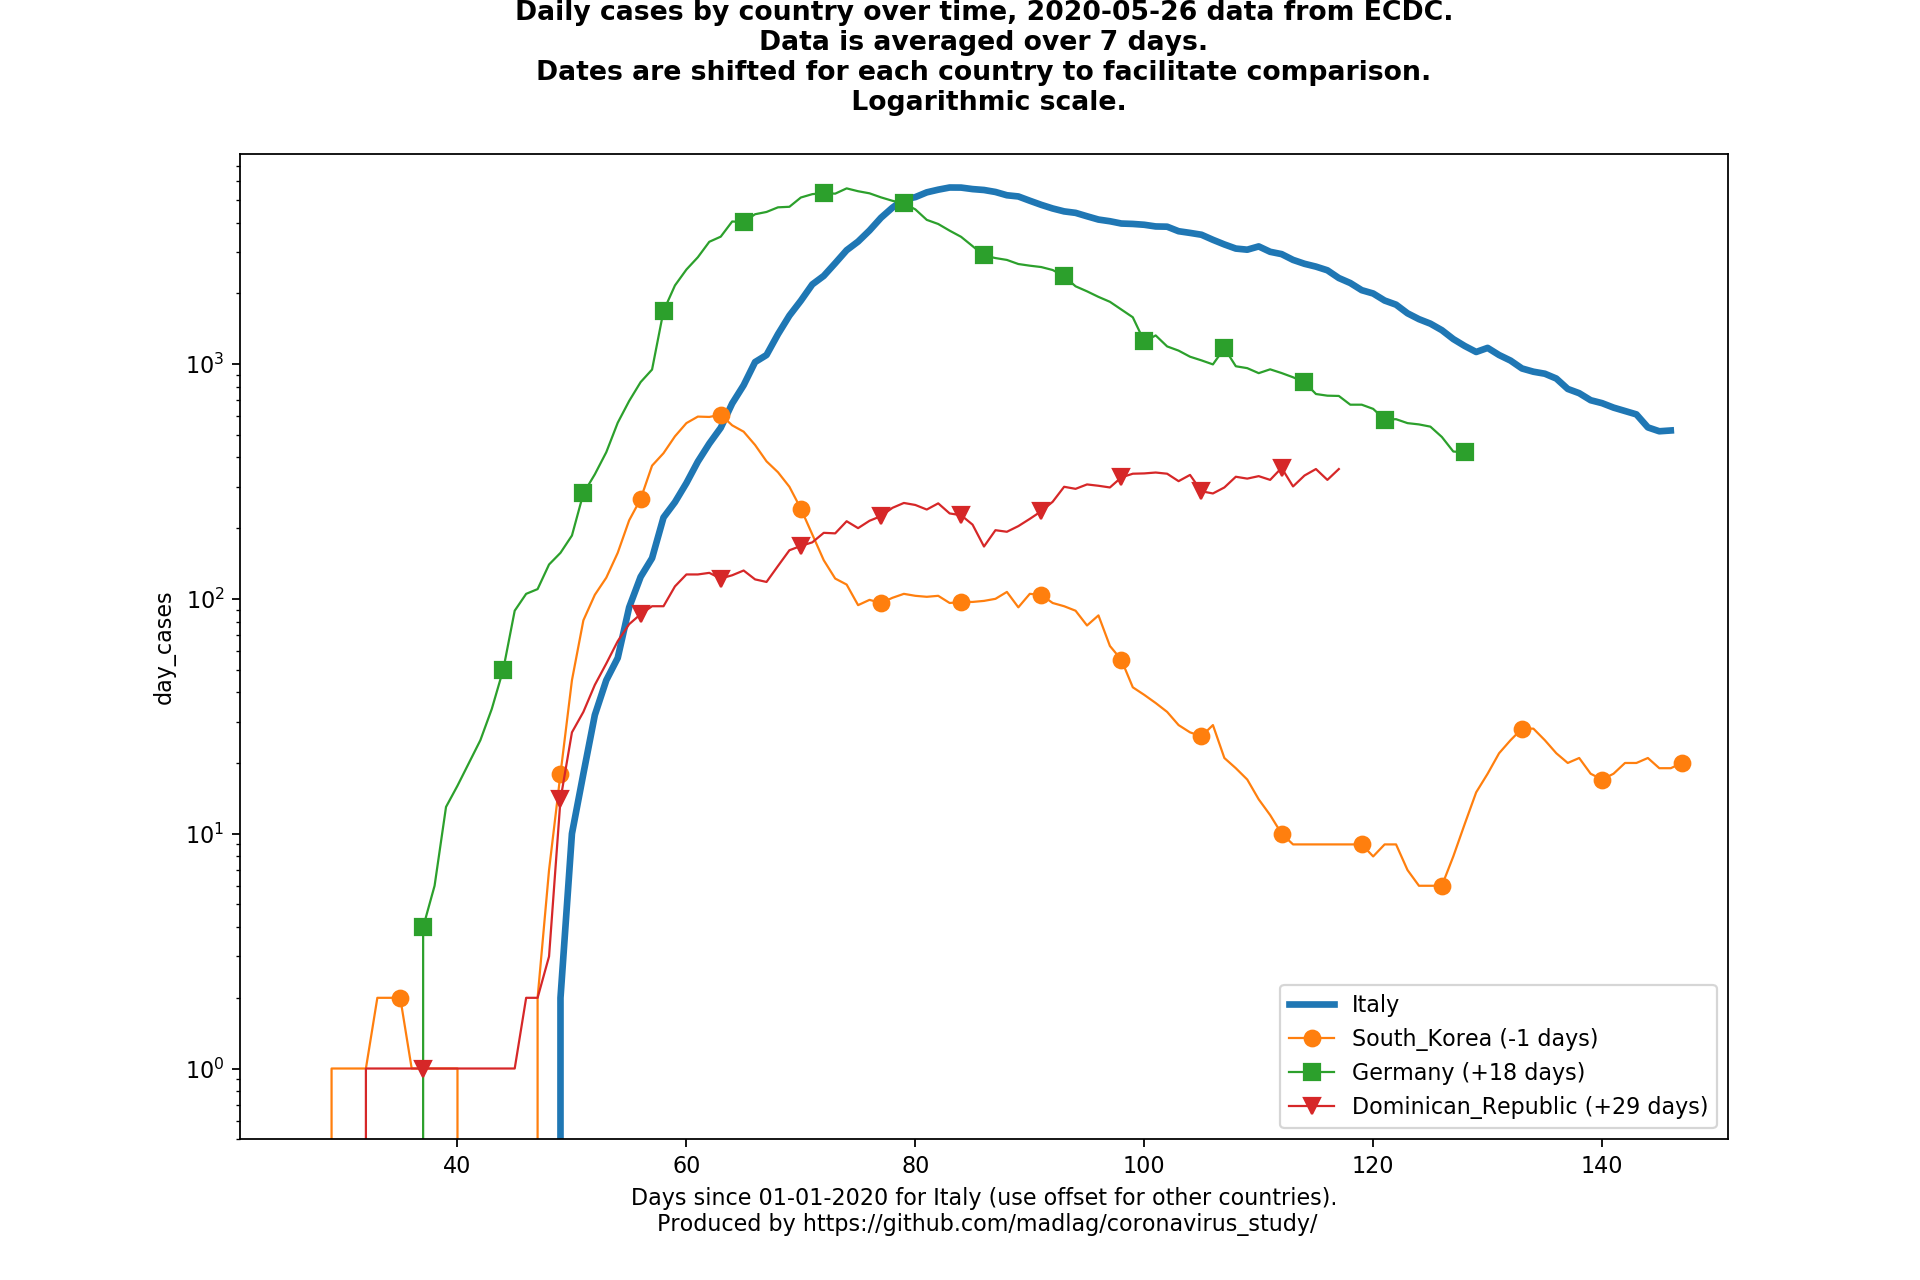 Daily cases by country over time, 2020-05-26 data from ECDC.
Data is averaged over 7 days.
Dates are shifted for each country to facilitate comparison.
Logarithmic scale.
10³
10²
10¹
10⁰
day_cases
40 60 80 100 120 140
Days since 01-01-2020 for Italy (use offset for other countries).
Produced by https://github.com/madlag/coronavirus_study/
Italy
South_Korea (-1 days)
Germany (+18 days)
Dominican_Republic (+29 days)